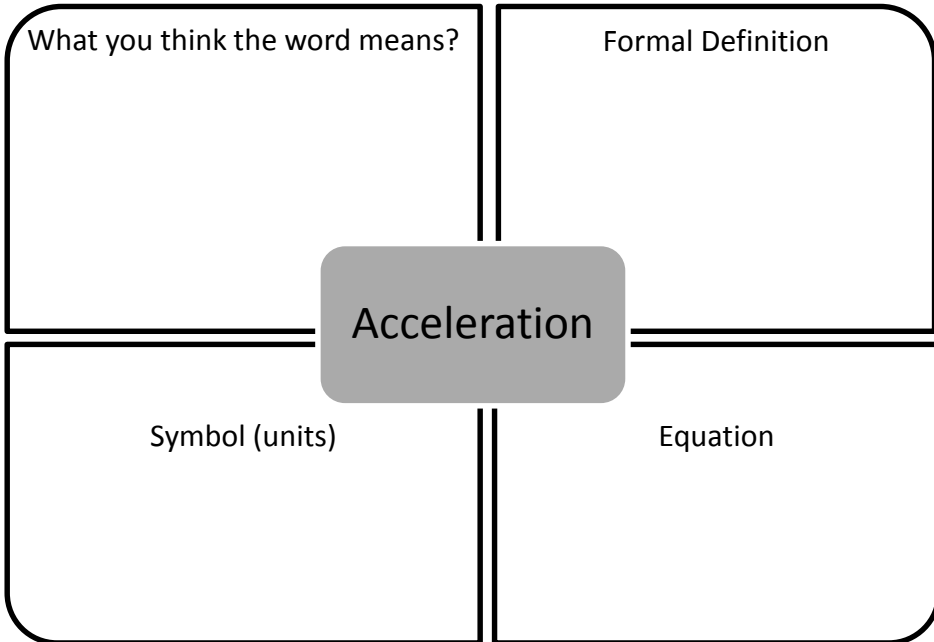 What you think the word means?
Formal Definition
Acceleration
Symbol (units)
Equation